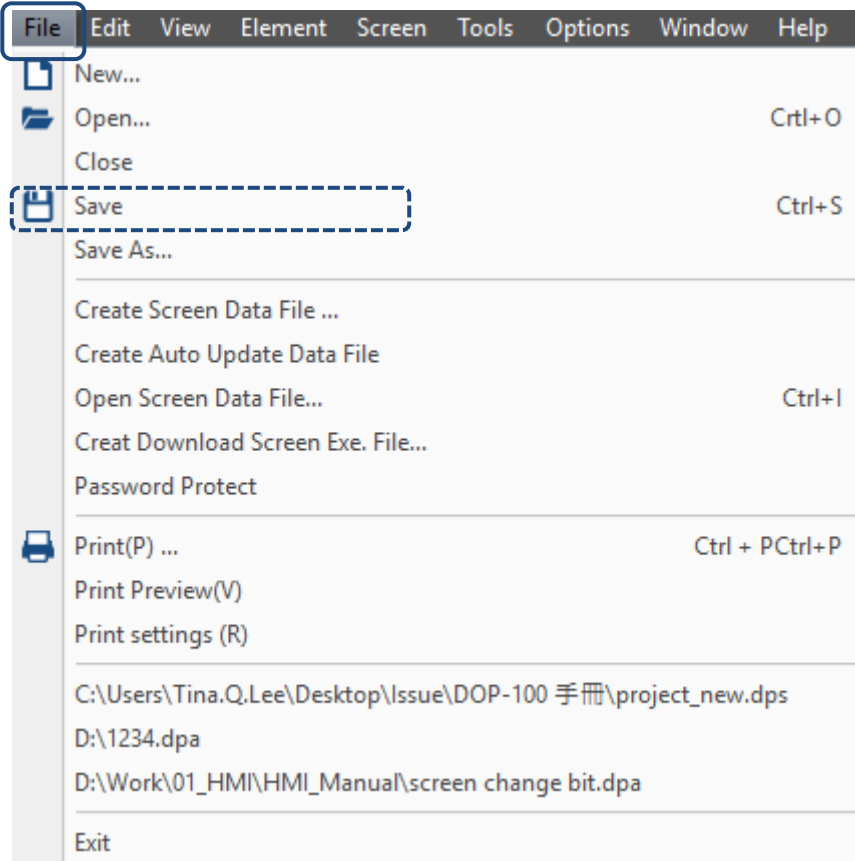 File Edit View Element Screen Tools Options Window Help
New...
Open... Crtl+O
Close
Save Ctrl+S
Save As...
Create Screen Data File ...
Create Auto Update Data File
Open Screen Data File... Ctrl+I
Creat Download Screen Exe. File...
Password Protect
Print(P) ... Ctrl + PCtrl+P
Print Preview(V)
Print settings (R)
C:\Users\Tina.Q.Lee\Desktop\Issue\DOP-100 手冊\project_new.dps
D:\1234.dpa
D:\Work\01_HMI\HMI_Manual\screen change bit.dpa
Exit